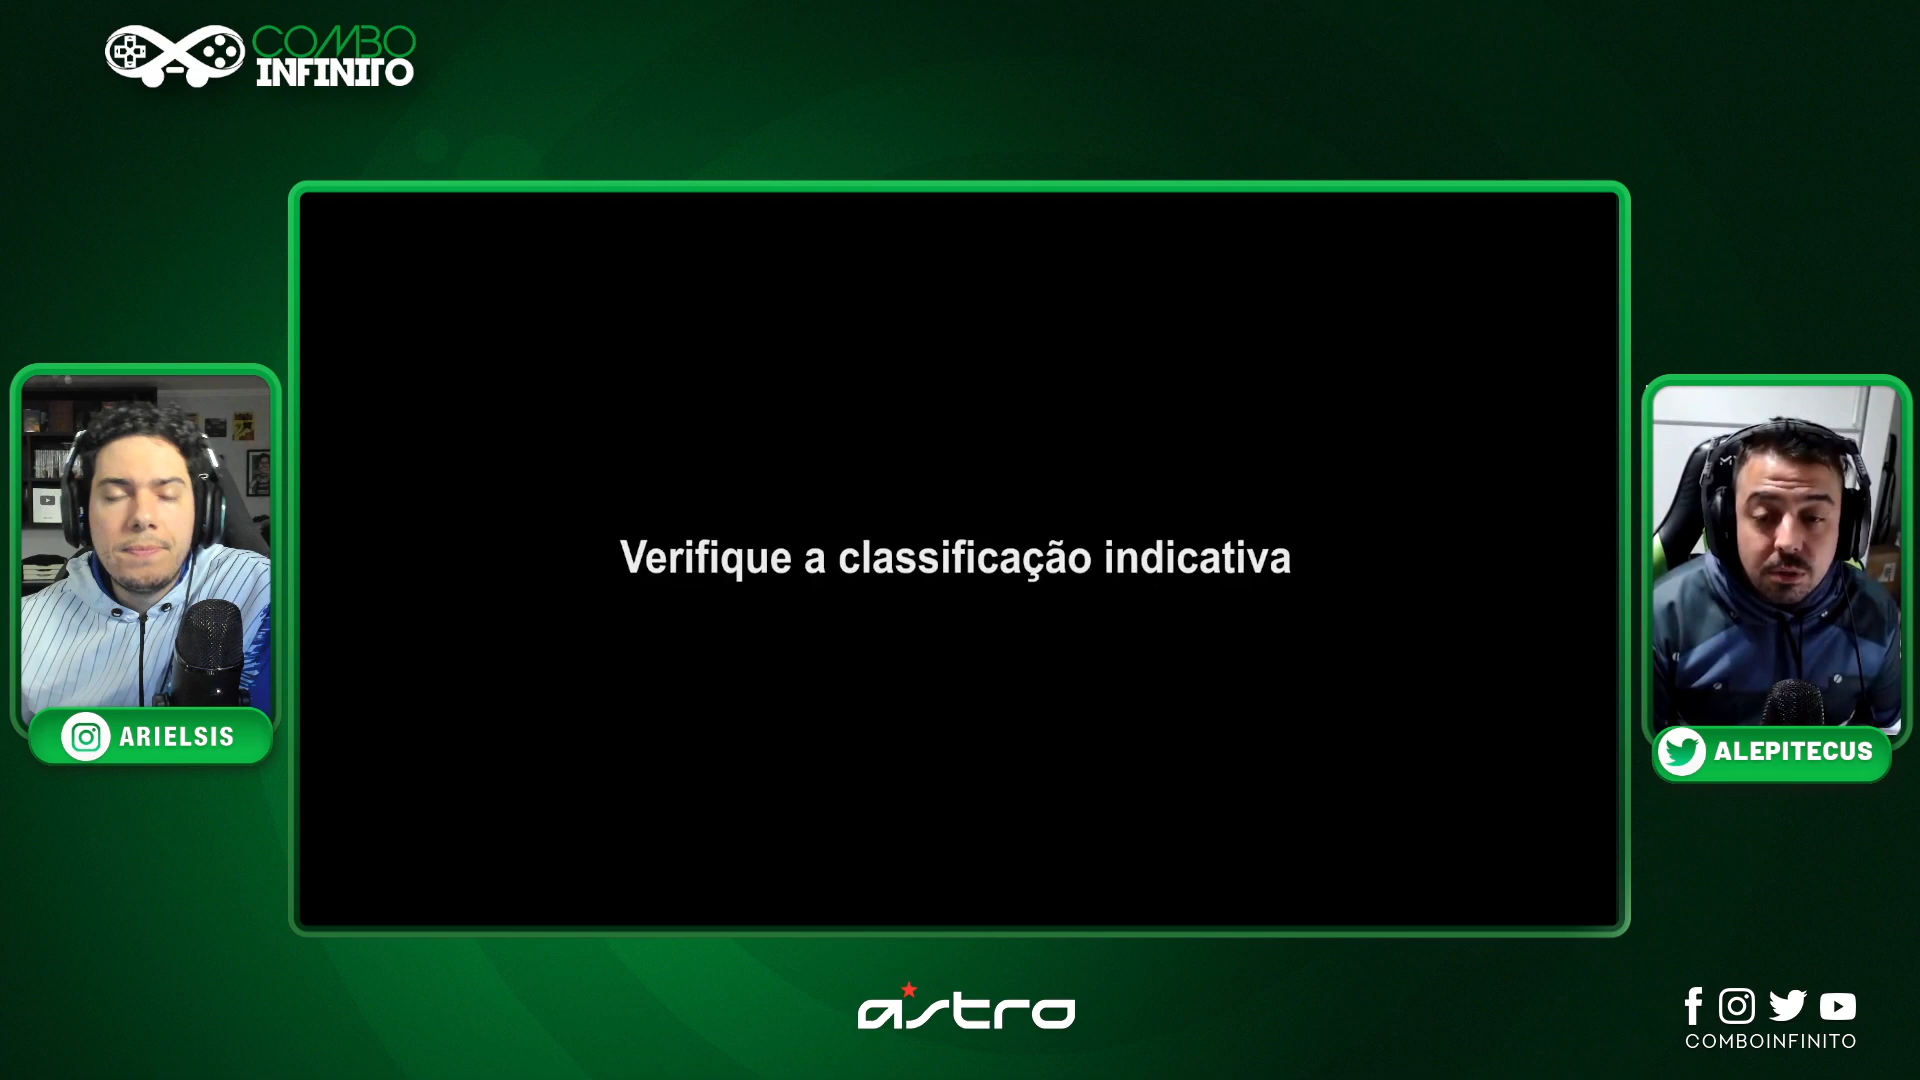 COMBO
INFINITO
Verifique a classificação indicativa
ARIELSIS
ALEPITECUS
astro
COMBOINFINITO